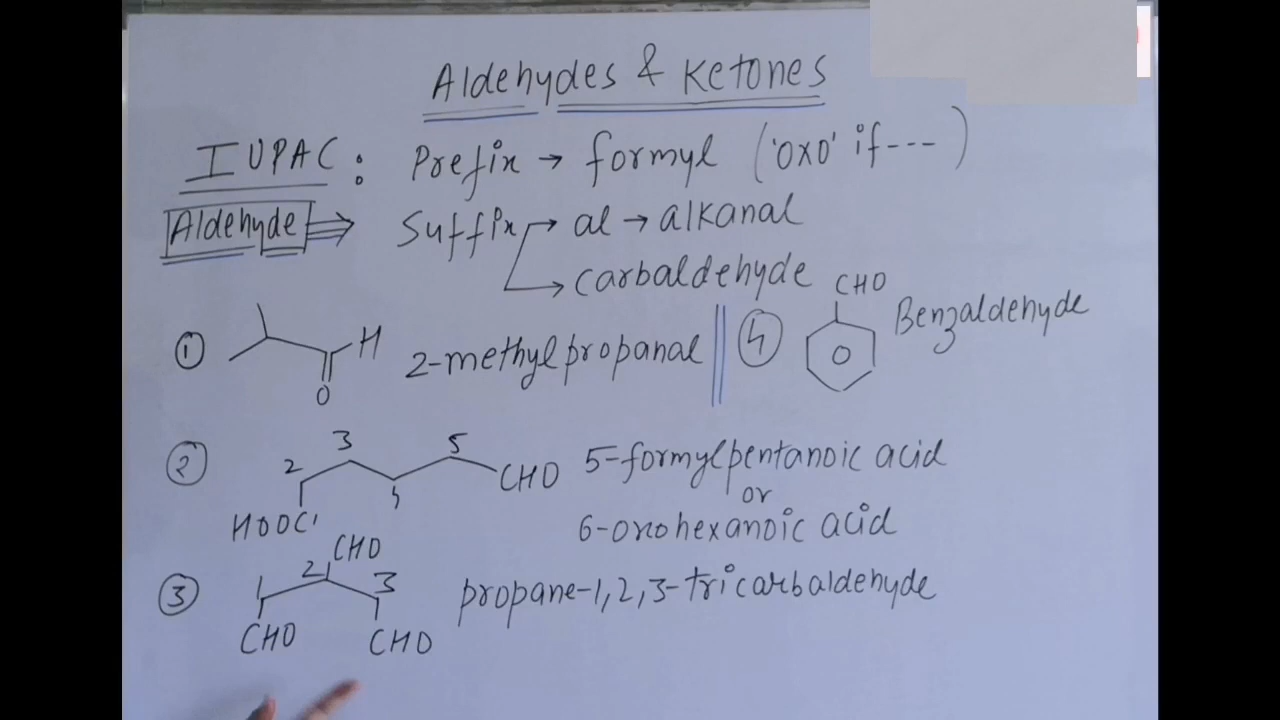 Aldehydes & Ketones
IUPAC: Prefix → formyl ('oxo' if---)
Aldehyde ⇒ Suffix → al → alkanal
→ carbaldehyde
① H O 2-methylpropanal
④ CHO Benzaldehyde
② HOOC 1 2 3 4 5 CHO 5-formylpentanoic acid
or
6-oxohexanoic acid
③ 1 2 3 CHO CHO CHO propane-1,2,3-tricarbaldehyde